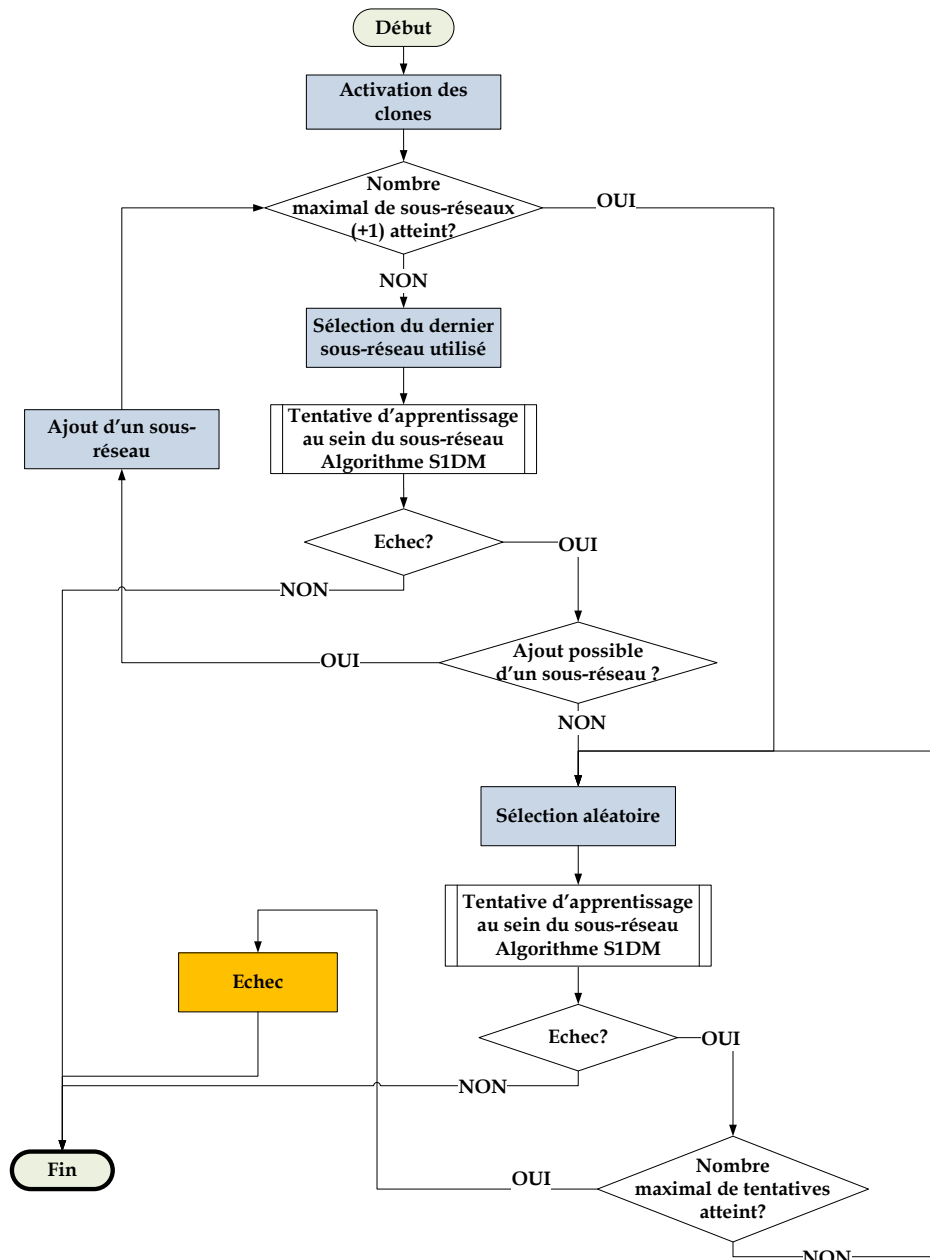 Début
Activation des
clones
Nombre
maximal de sous-réseaux
(+1) atteint?
OUI
NON
Sélection du dernier
sous-réseau utilisé
Ajout d'un sous-
réseau
Tentative d'apprentissage
au sein du sous-réseau
Algorithme S1DM
Echec?
OUI
NON
Ajout possible
d'un sous-réseau ?
OUI
NON
Sélection aléatoire
Tentative d'apprentissage
au sein du sous-réseau
Algorithme S1DM
Echec
Echec?
OUI
NON
Fin
Nombre
maximal de tentatives
atteint?
OUI
NON